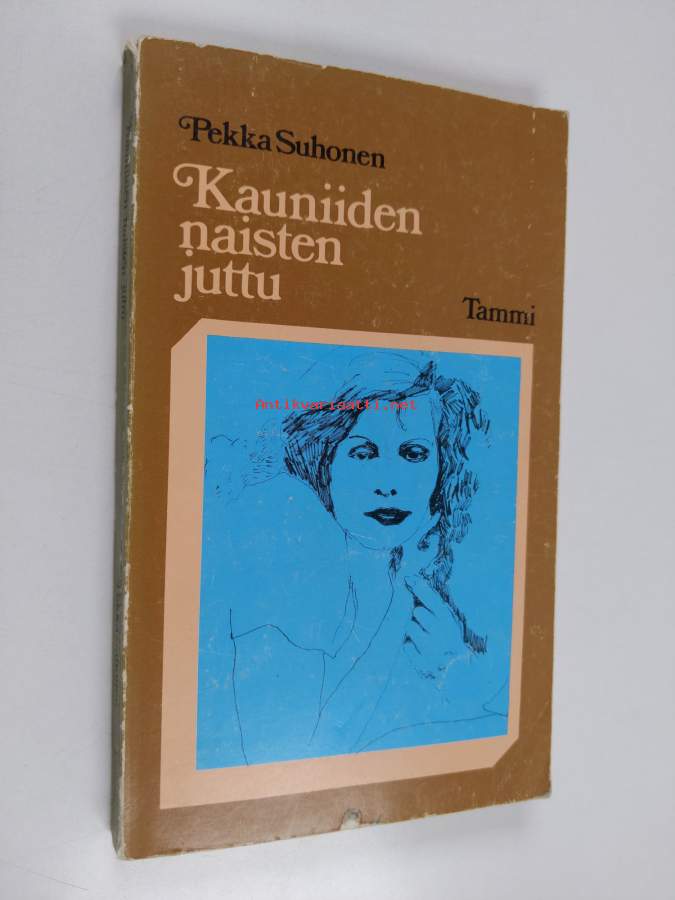 Pekka Suhonen
Kauniiden
naisten
juttu
Tammi
Antikvariaatti.net